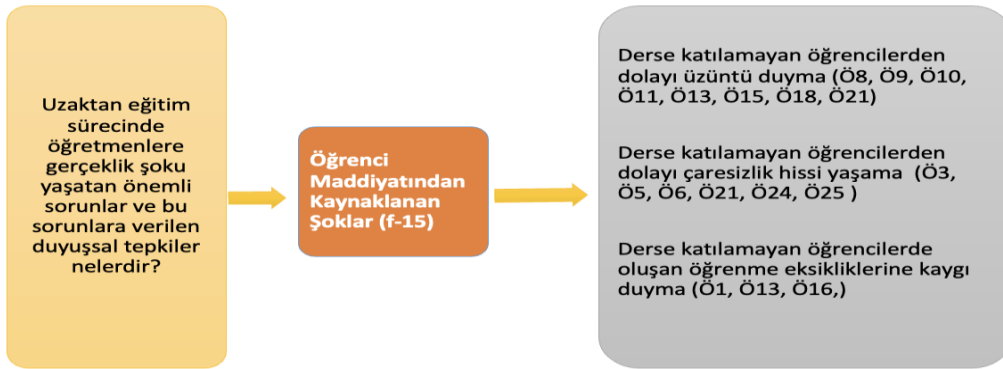 Uzaktan eğitim
sürecinde
öğretmenlere
gerçeklik şoku
yaşatan önemli
sorunlar ve bu
sorunlara verilen
duyuşsal tepkiler
nelerdir?
Öğrenci
Maddiyatından
Kaynaklanan
Şoklar (f-15)
Derse katılamayan öğrencilerden
dolayı üzüntü duyma (Ö8, Ö9, Ö10,
Ö11, Ö13, Ö15, Ö18, Ö21)
Derse katılamayan öğrencilerden
dolayı çaresizlik hissi yaşama (Ö3,
Ö5, Ö6, Ö21, Ö24, Ö25 )
Derse katılamayan öğrencilerde
oluşan öğrenme eksikliklerine kaygı
duyma (Ö1, Ö13, Ö16,)